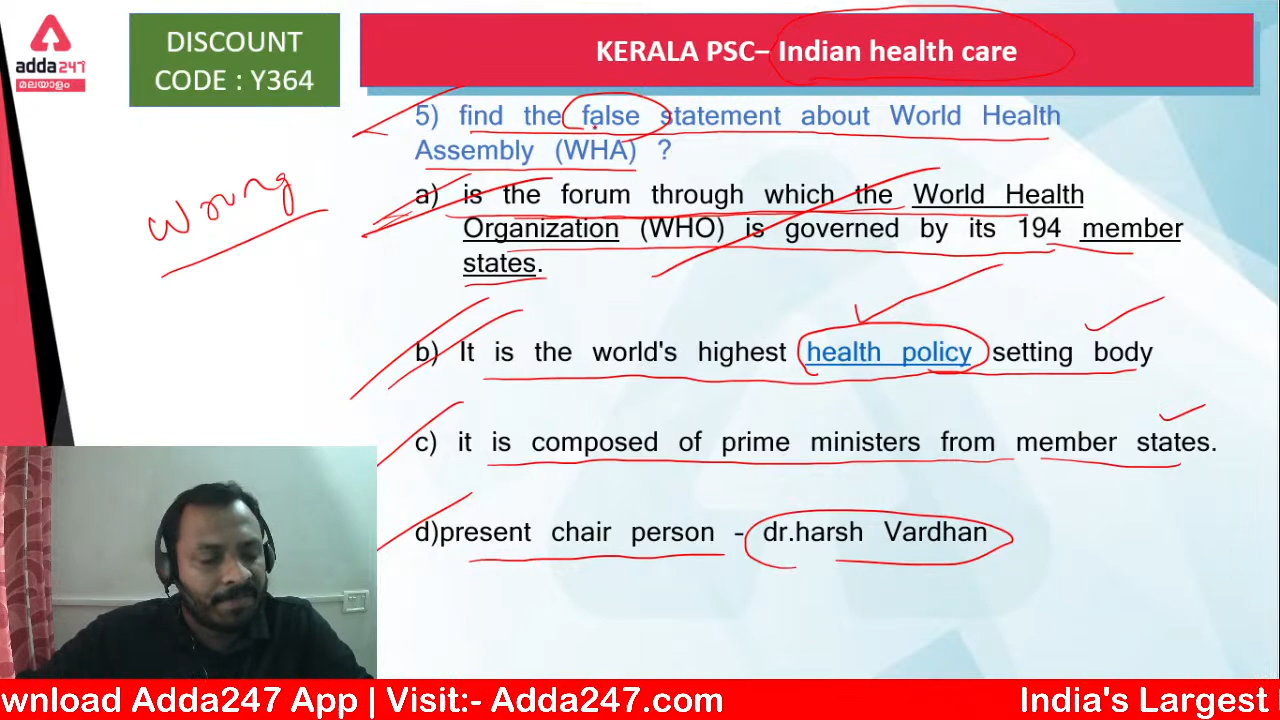 adda247
മലയാളം
DISCOUNT
CODE : Y364
KERALA PSC– Indian health care
5) find the false statement about World Health
Assembly (WHA) ?
a) is the forum through which the World Health
Organization (WHO) is governed by its 194 member
states.
wrong
b) It is the world's highest health policy setting body
c) it is composed of prime ministers from member states.
d)present chair person - dr.harsh Vardhan
wnload Adda247 App | Visit:- Adda247.com
India's Largest